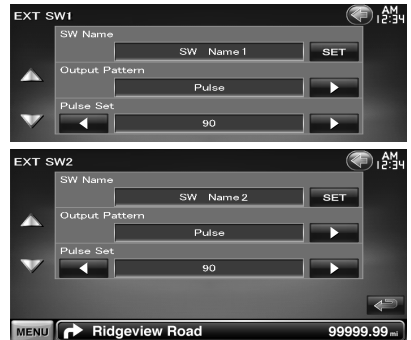 EXT SW1
AM 12:34
SW Name
SW Name 1 SET
Output Pattern
Pulse
Pulse Set
90
EXT SW2
AM 12:34
SW Name
SW Name 2 SET
Output Pattern
Pulse
Pulse Set
90
MENU Ridgeview Road 99999.99 mi